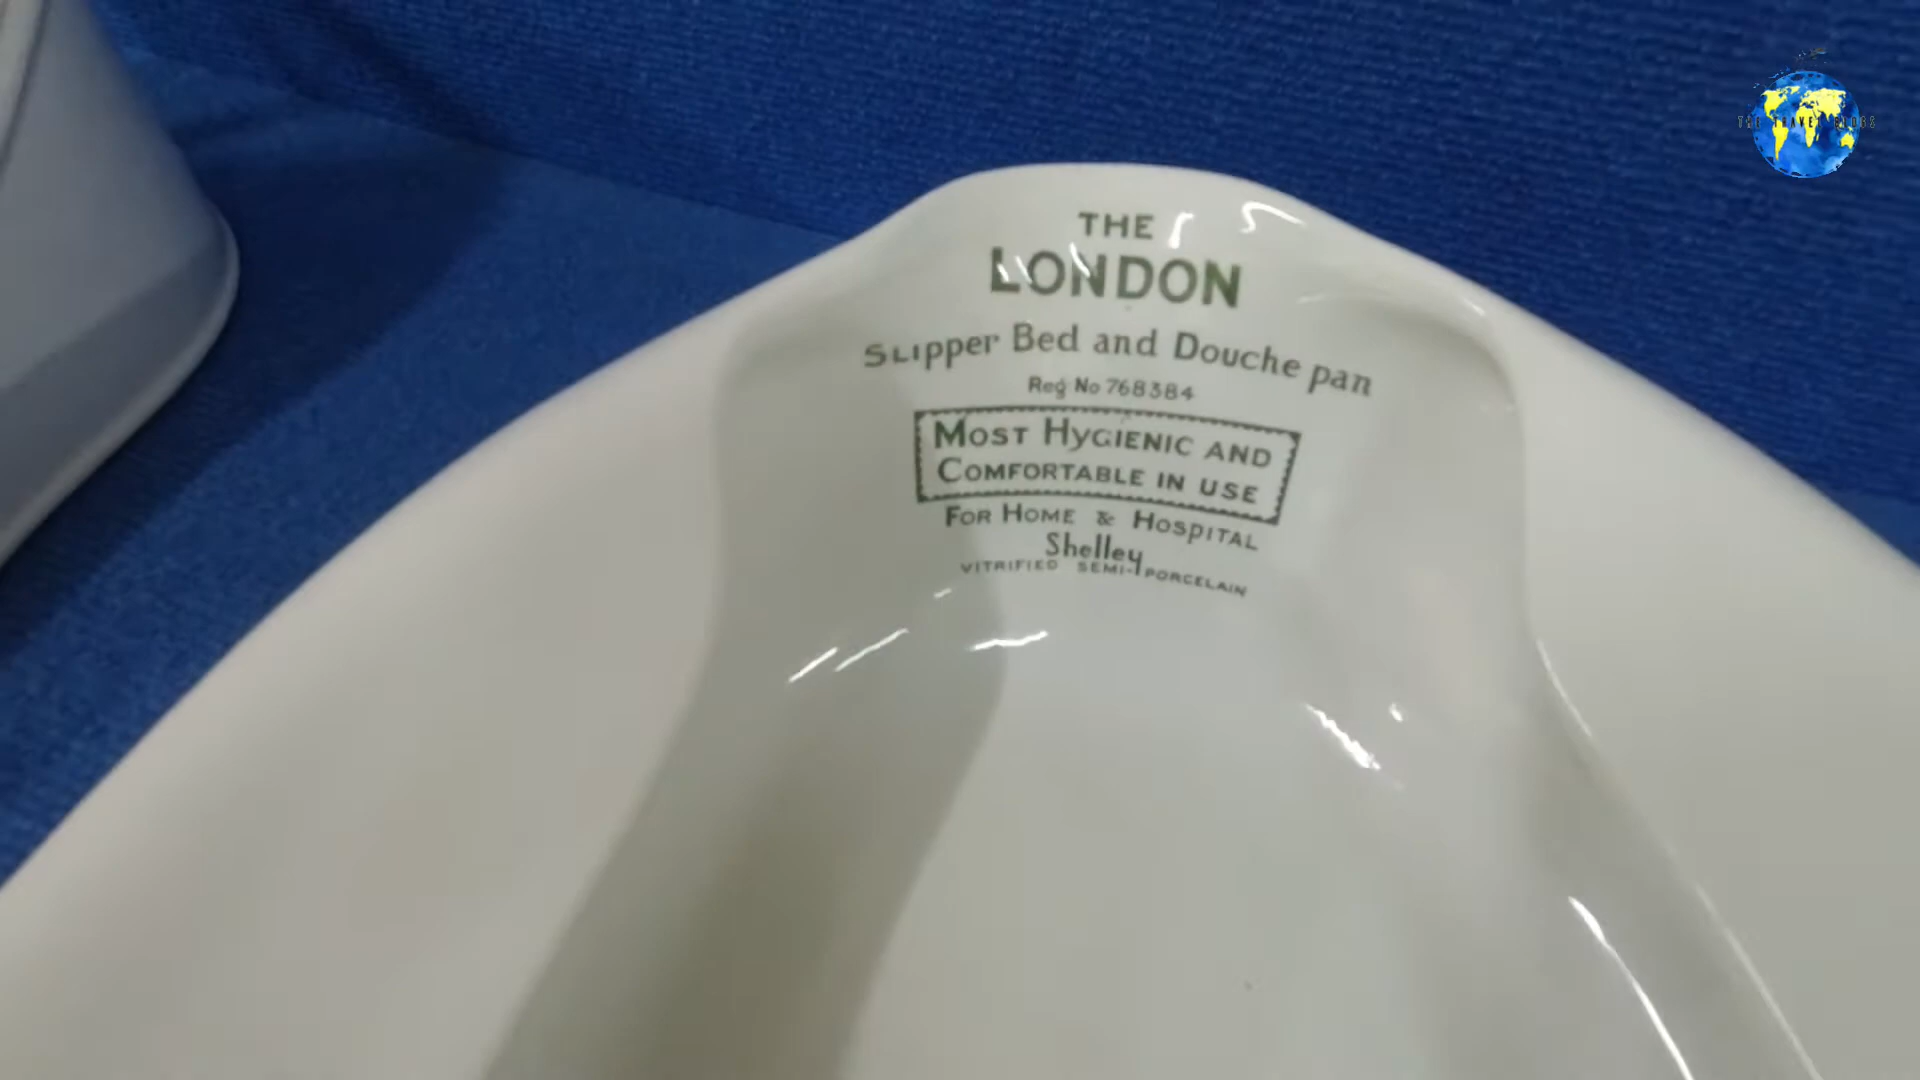 THE
LONDON
Slipper Bed and Douche pan
Reg No 768384
MOST HYGIENIC AND
COMFORTABLE IN USE
FOR HOME & HOSPITAL
Shelley
VITRIFIED SEMI-PORCELAIN